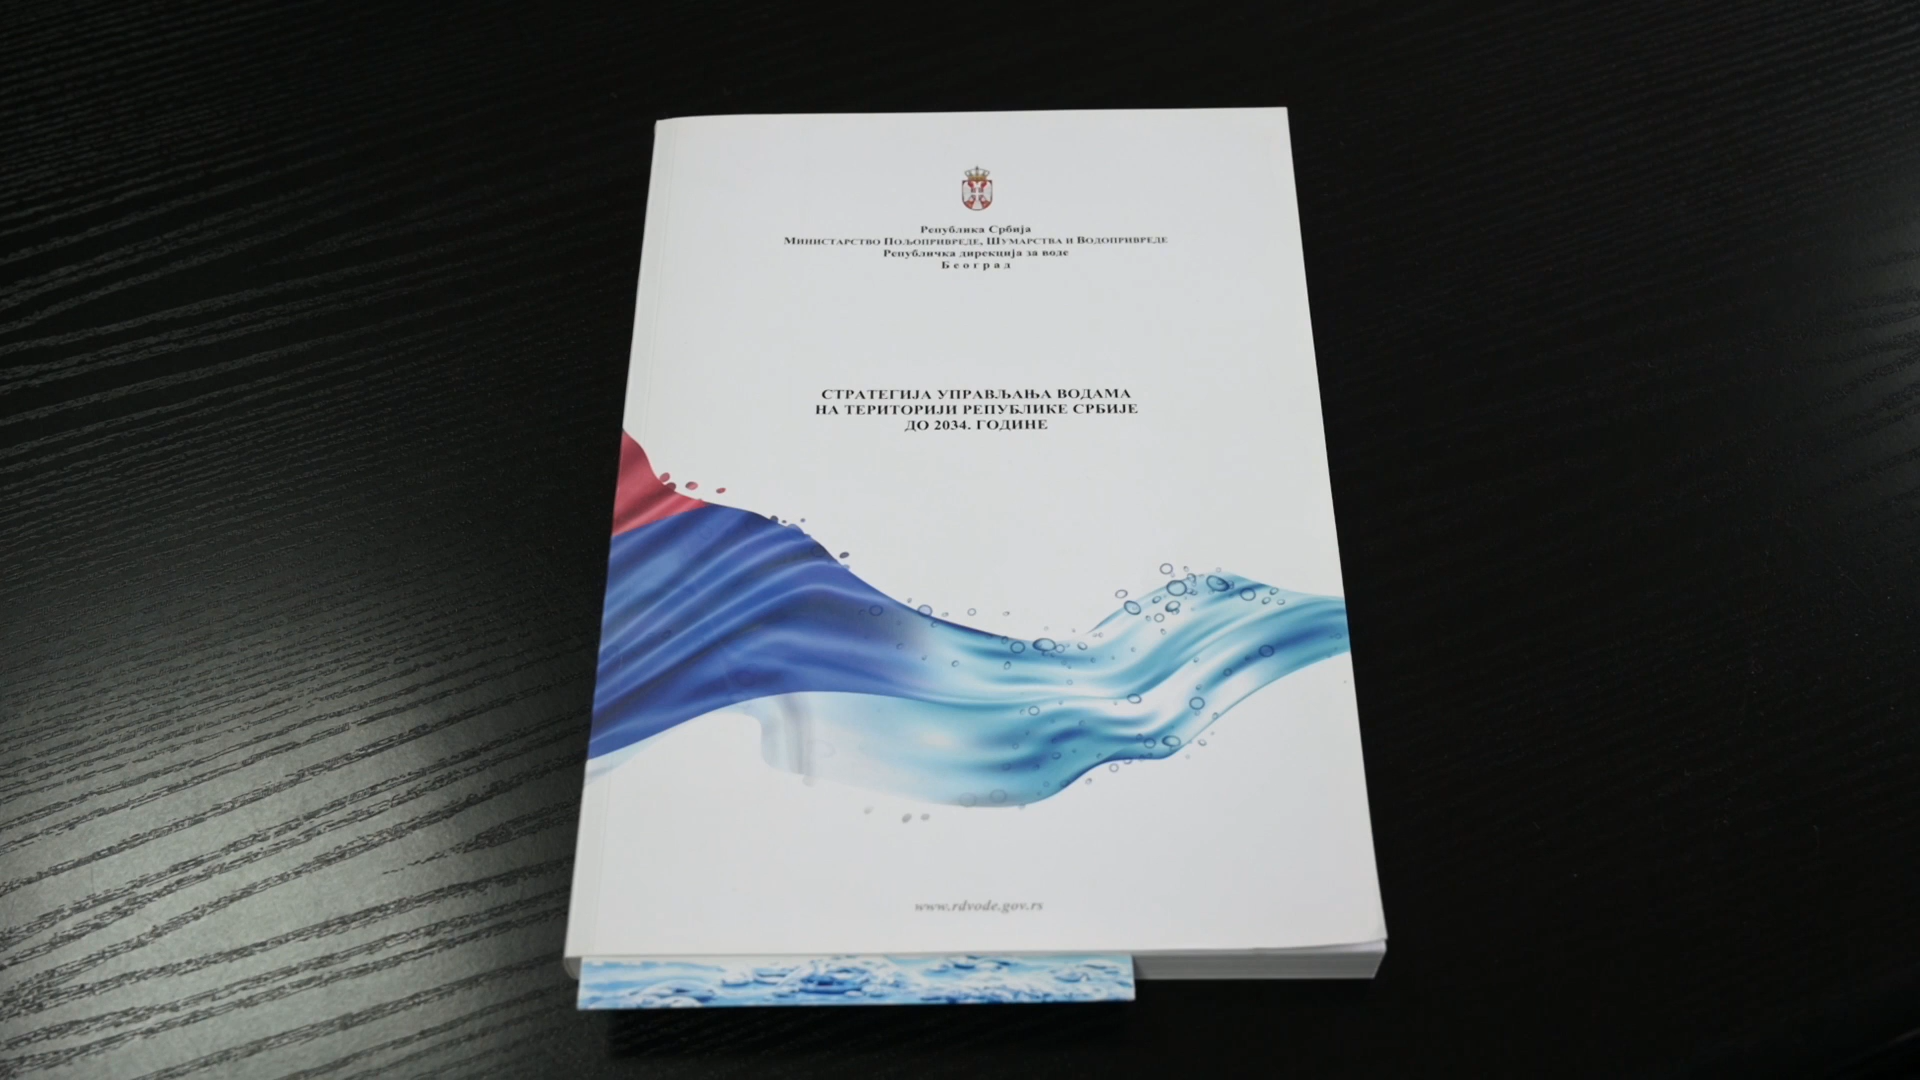 Република Србија
Министарство Пољопривреде, Шумарства и Водопривреде
Републичка дирекција за воде
Београд
СТРАТЕГИЈА УПРАВЉАЊА ВОДАМА
НА ТЕРИТОРИЈИ РЕПУБЛИКЕ СРБИЈЕ
ДО 2034. ГОДИНЕ
www.rdvode.gov.rs